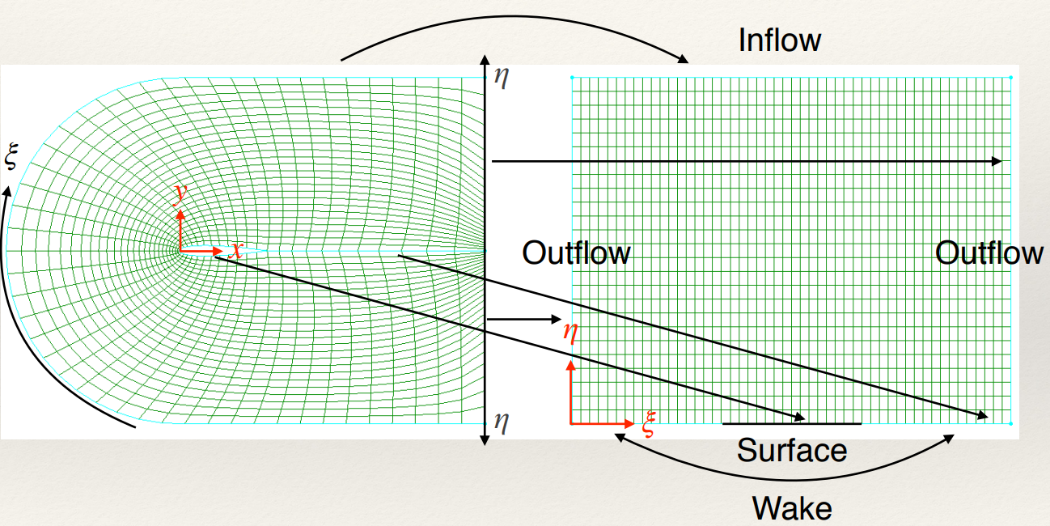 Inflow
η
ξ
y
x
Outflow
Outflow
η
η
ξ
Surface
Wake